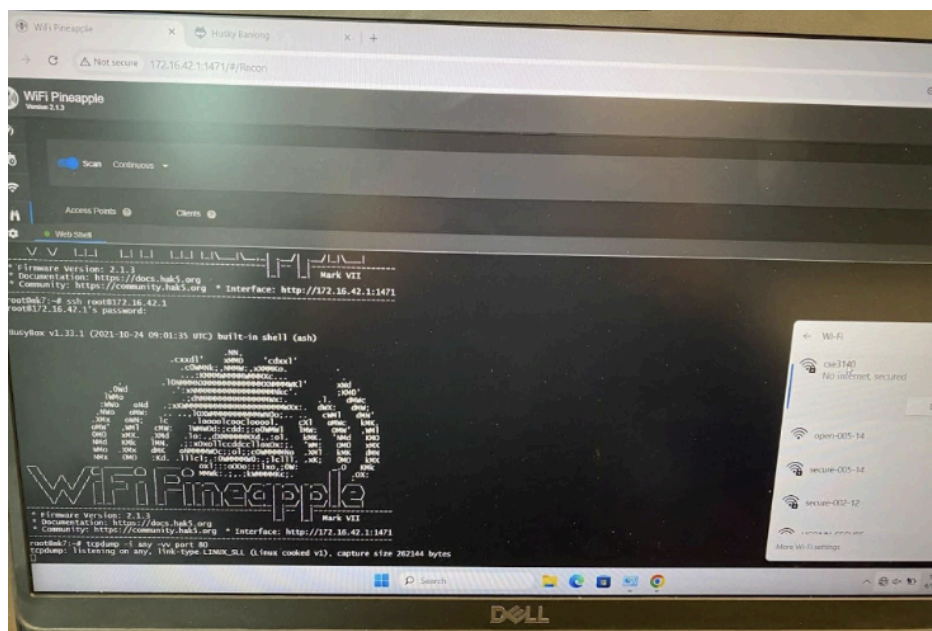 WiFi Pineapple
Husky Banking
Not secure 172.16.42.1:1471/#/Recon
WiFi Pineapple
Version 2.1.3
Scan Continuous
Access Points
Clients
Web Shell
Mark VII
* Firmware Version: 2.1.3
* Documentation: https://docs.hak5.org
* Community: https://community.hak5.org * Interface: http://172.16.42.1:1471
root@mk7:~# ssh root@172.16.42.1
root@172.16.42.1's password:
BusyBox v1.33.1 (2021-10-24 09:01:35 UTC) built-in shell (ash)
WiFi Pineapple
Mark VII
* Firmware Version: 2.1.3
* Documentation: https://docs.hak5.org
* Community: https://community.hak5.org * Interface: http://172.16.42.1:1471
root@mk7:~# tcpdump -i any -vv port 80
tcpdump: listening on any, link-type LINUX_SLL (Linux cooked v1), capture size 262144 bytes
Wi-Fi
cse3140
No internet, secured
open-005-14
secure-005-14
secure-002-12
More Wi-Fi settings
Search
DELL